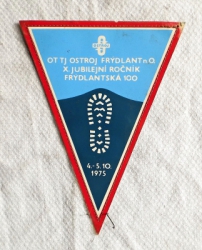 OT TJ OSTROJ FRÝDLANT n O.
X. JUBILEJNÍ ROČNÍK
FRÝDLANTSKÁ 100
4.-5.10.
1975